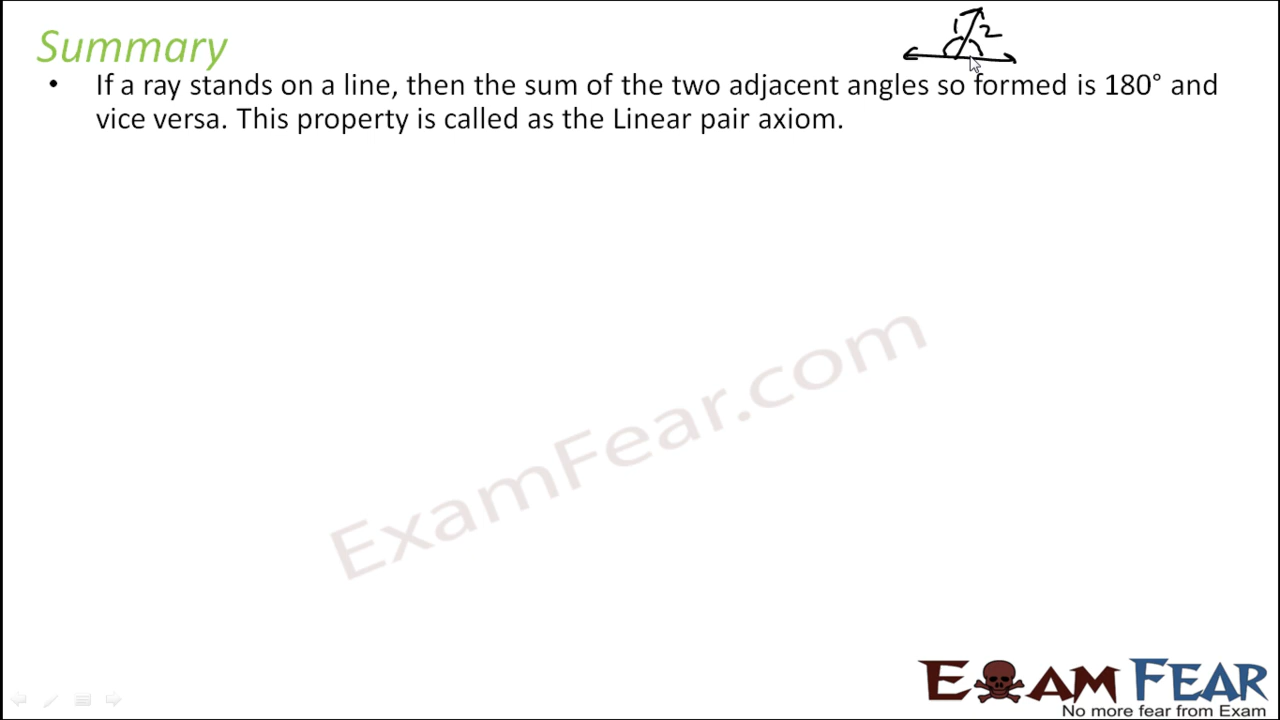 Summary
1 2
• If a ray stands on a line, then the sum of the two adjacent angles so formed is 180° and
vice versa. This property is called as the Linear pair axiom.
ExamFear.com
EXAM FEAR
No more fear from Exam